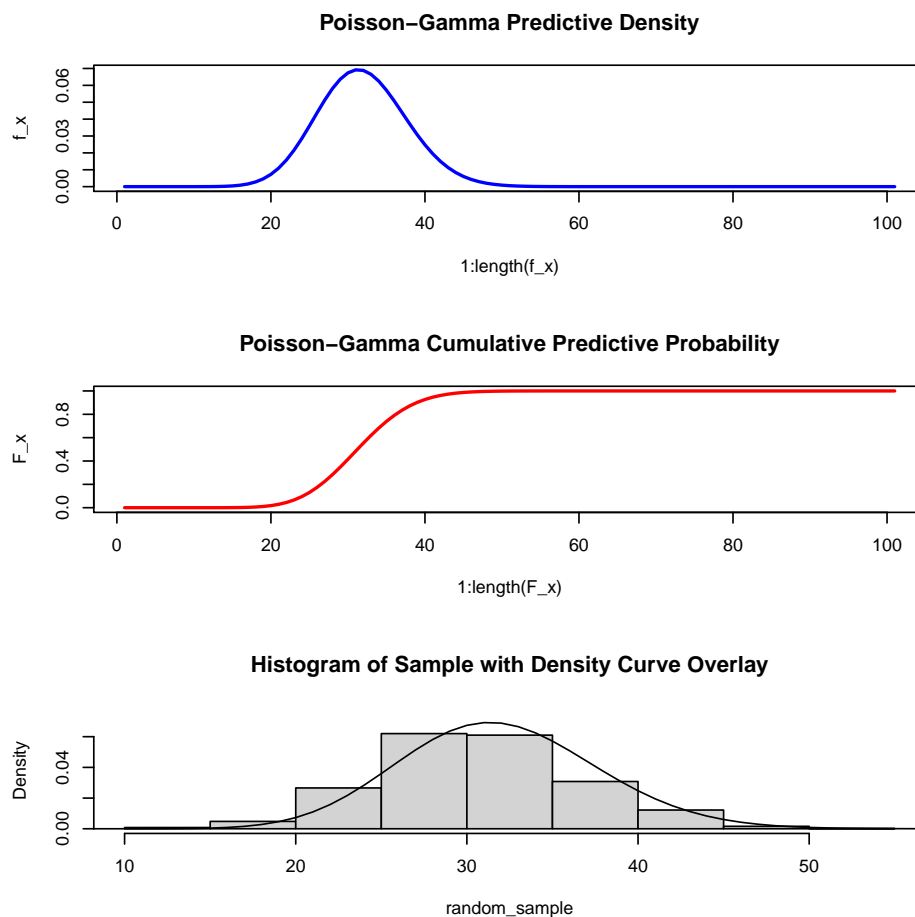 Poisson−Gamma Predictive Density
f_x
0.00 0.03 0.06
0 20 40 60 80 100
1:length(f_x)
Poisson−Gamma Cumulative Predictive Probability
F_x
0.0 0.4 0.8
0 20 40 60 80 100
1:length(F_x)
Histogram of Sample with Density Curve Overlay
Density
0.00 0.04
10 20 30 40 50
random_sample